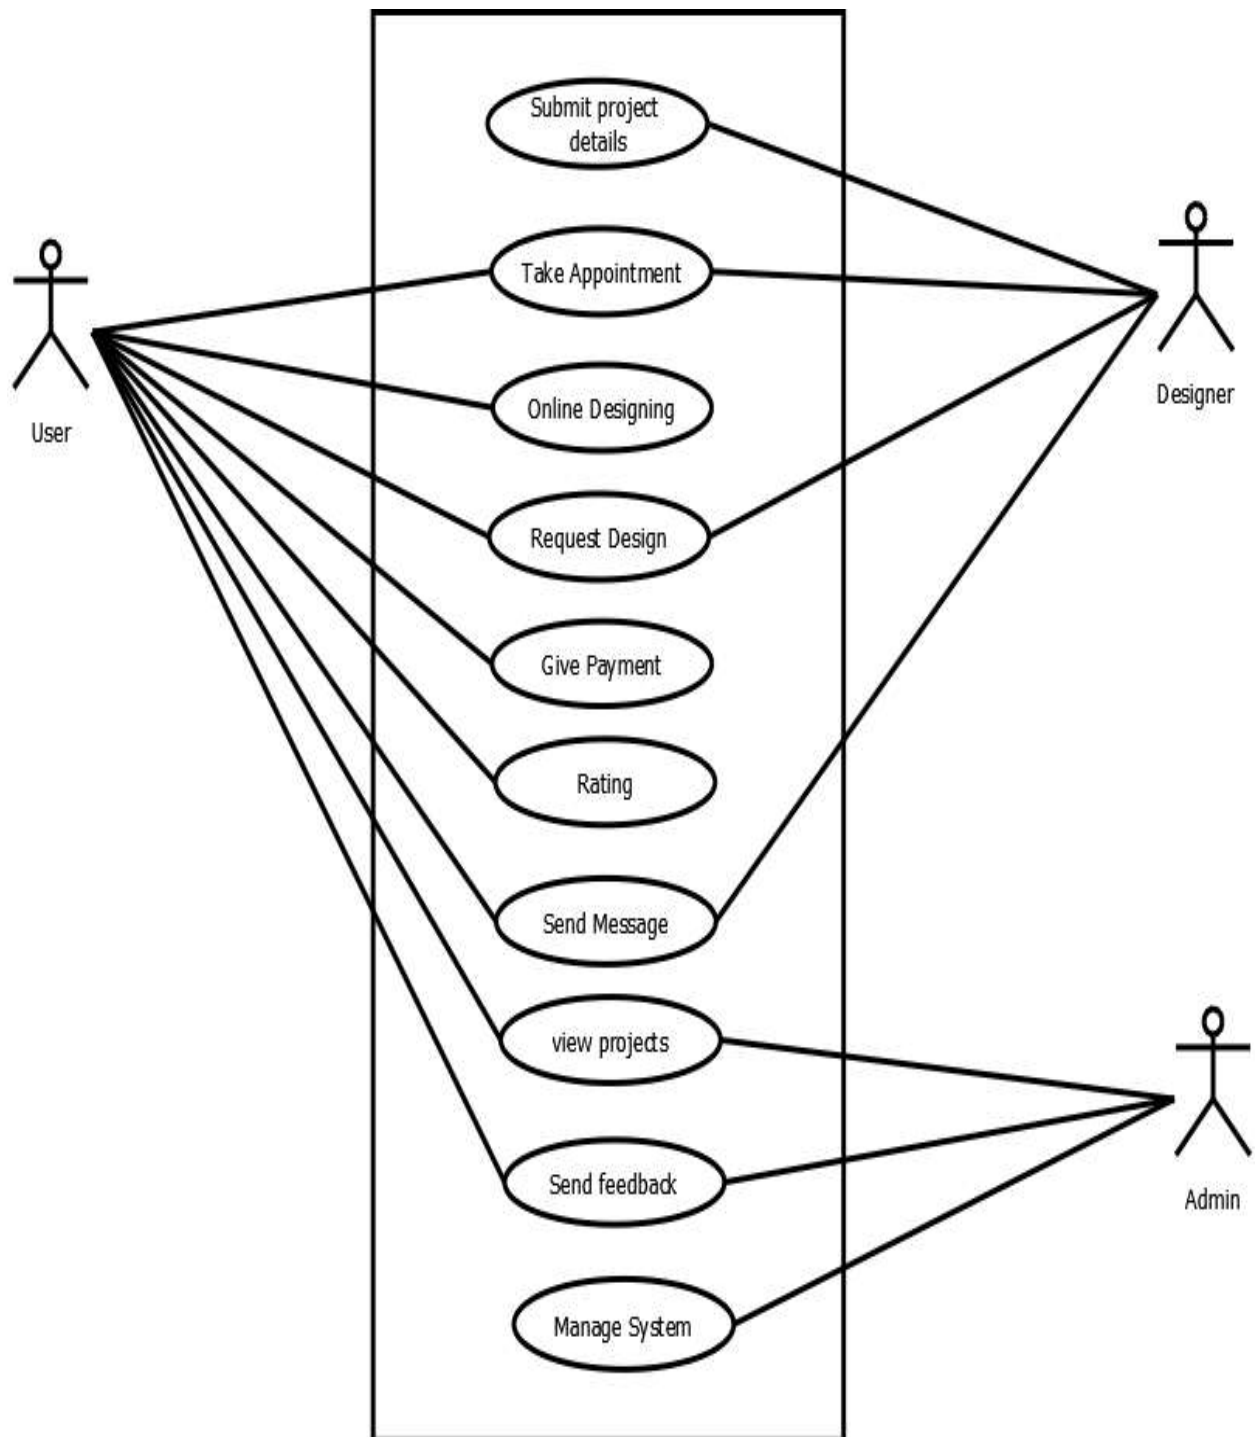 Submit project
details
Take Appointment
Designer
User
Online Designing
Request Design
Give Payment
Rating
Send Message
view projects
Send feedback
Admin
Manage System